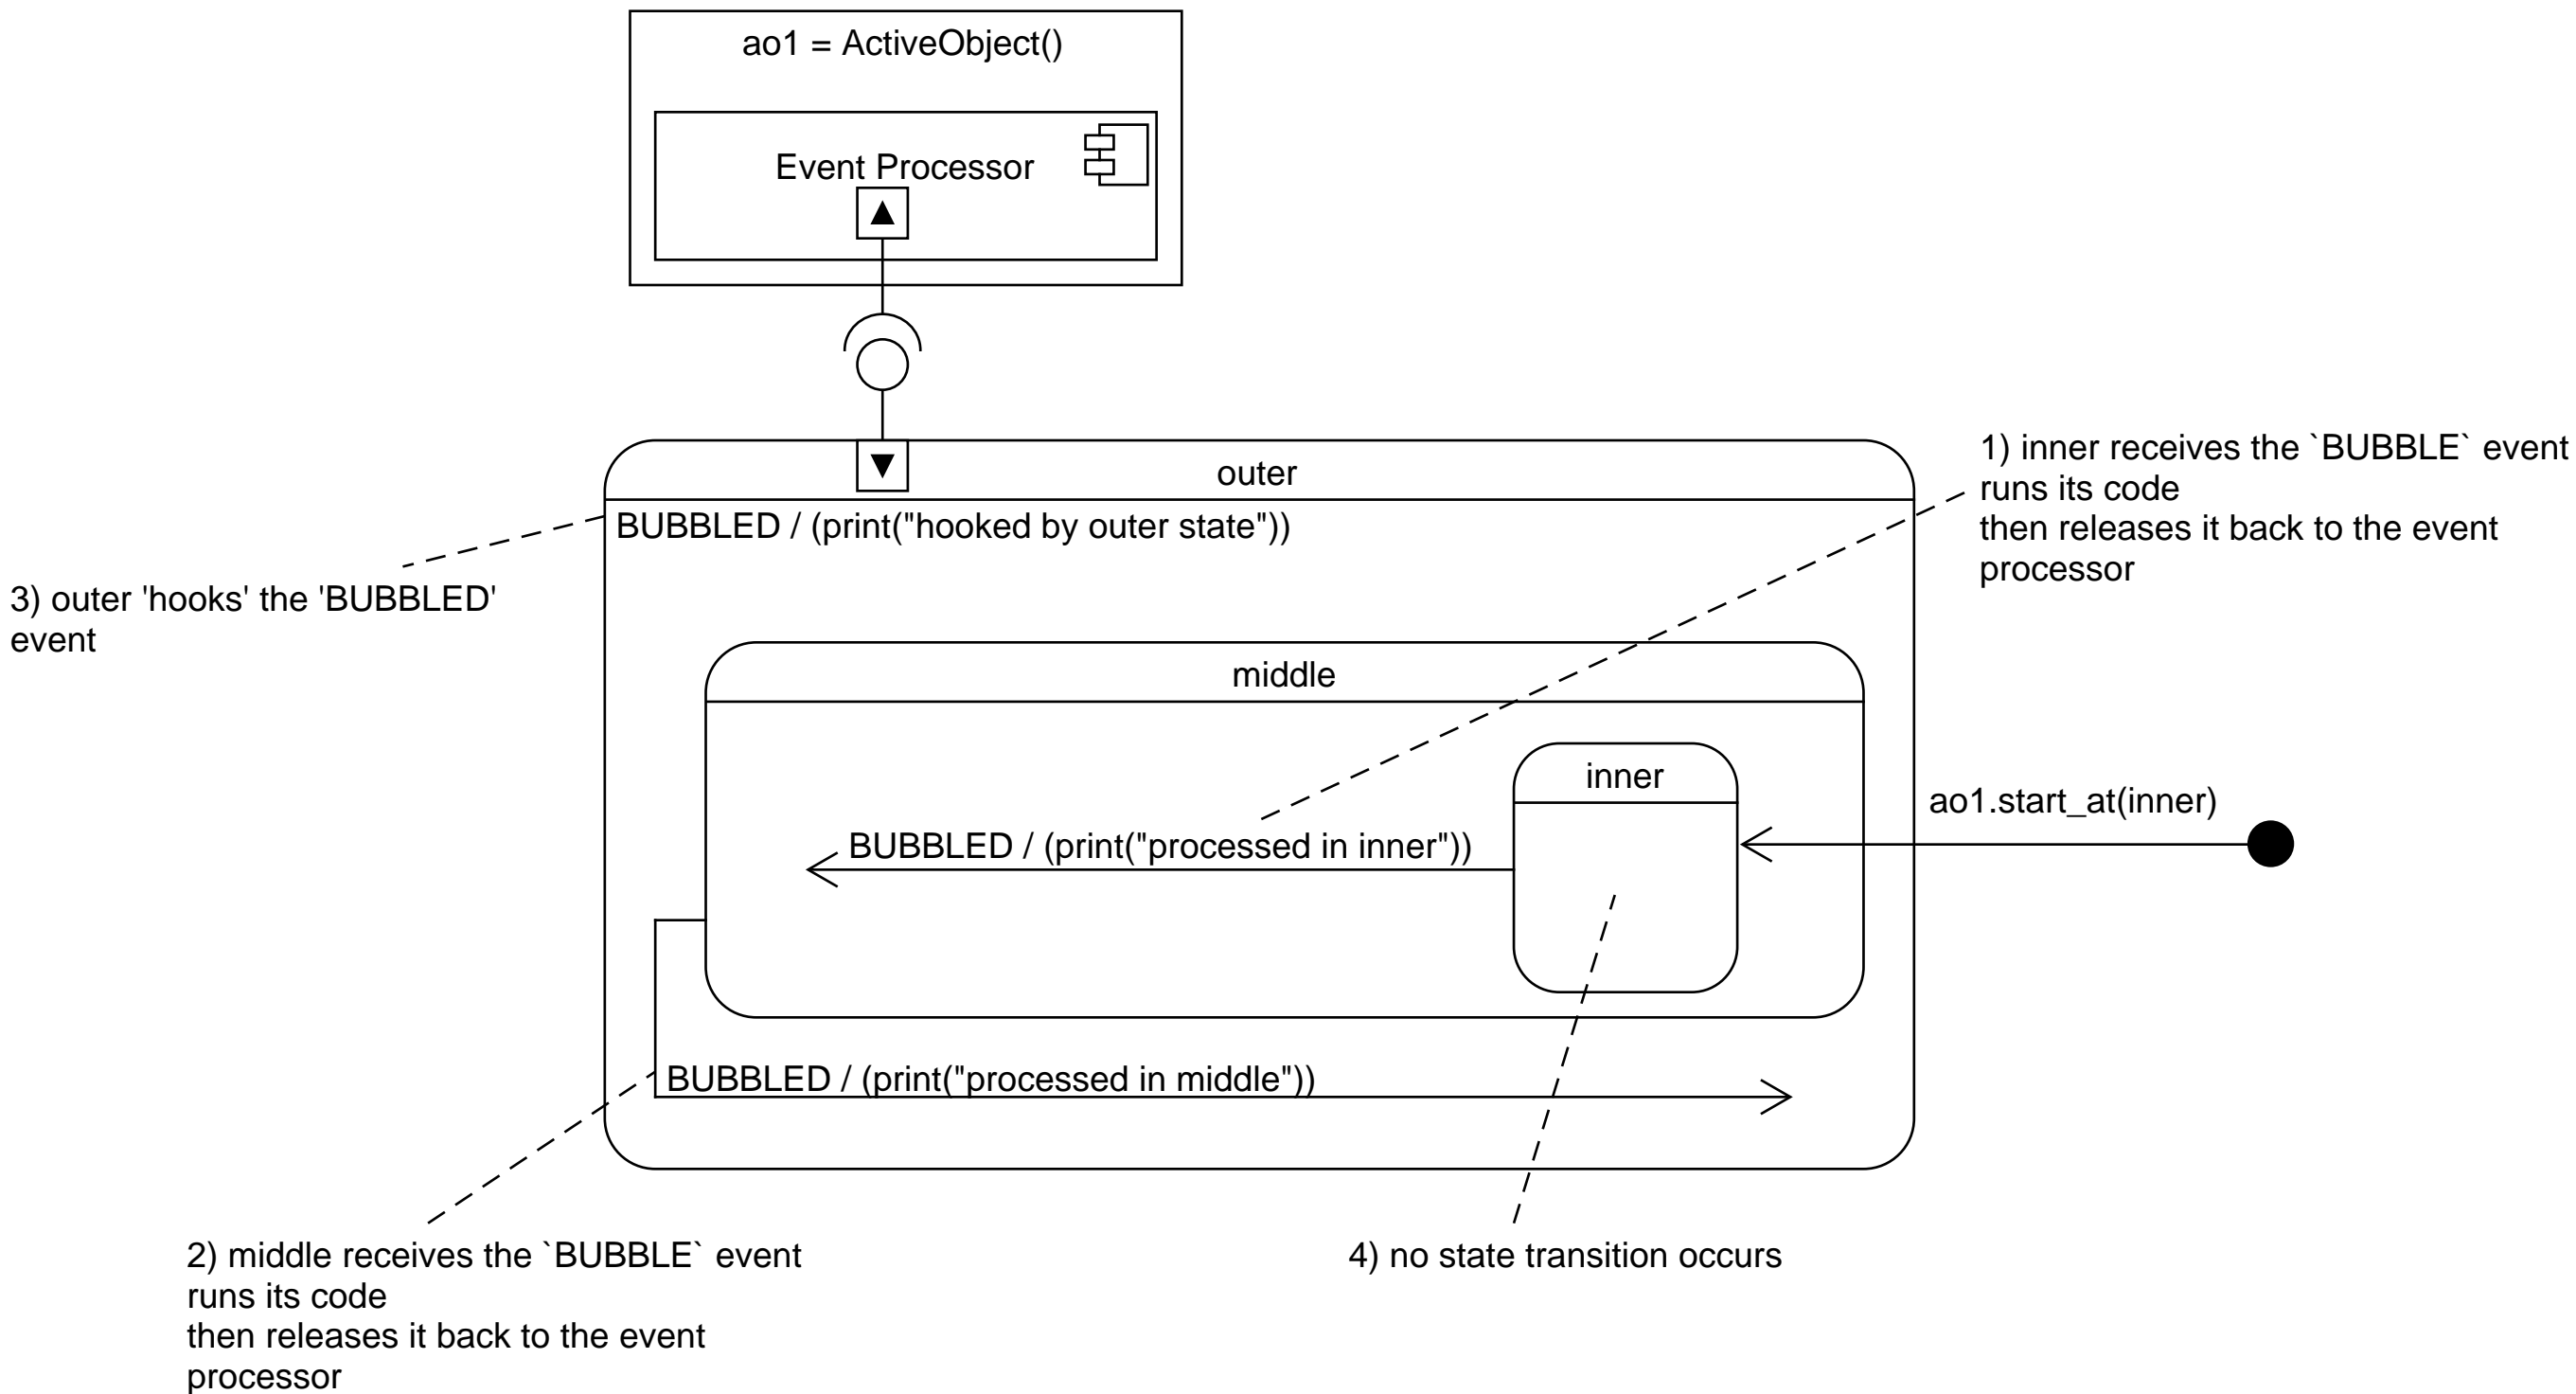 ao1 = ActiveObject()
Event Processor
outer
BUBBLED / (print("hooked by outer state"))
1) inner receives the `BUBBLE` event
runs its code
then releases it back to the event
processor
3) outer 'hooks' the 'BUBBLED'
event
middle
inner
ao1.start_at(inner)
BUBBLED / (print("processed in inner"))
BUBBLED / (print("processed in middle"))
2) middle receives the `BUBBLE` event
runs its code
then releases it back to the event
processor
4) no state transition occurs